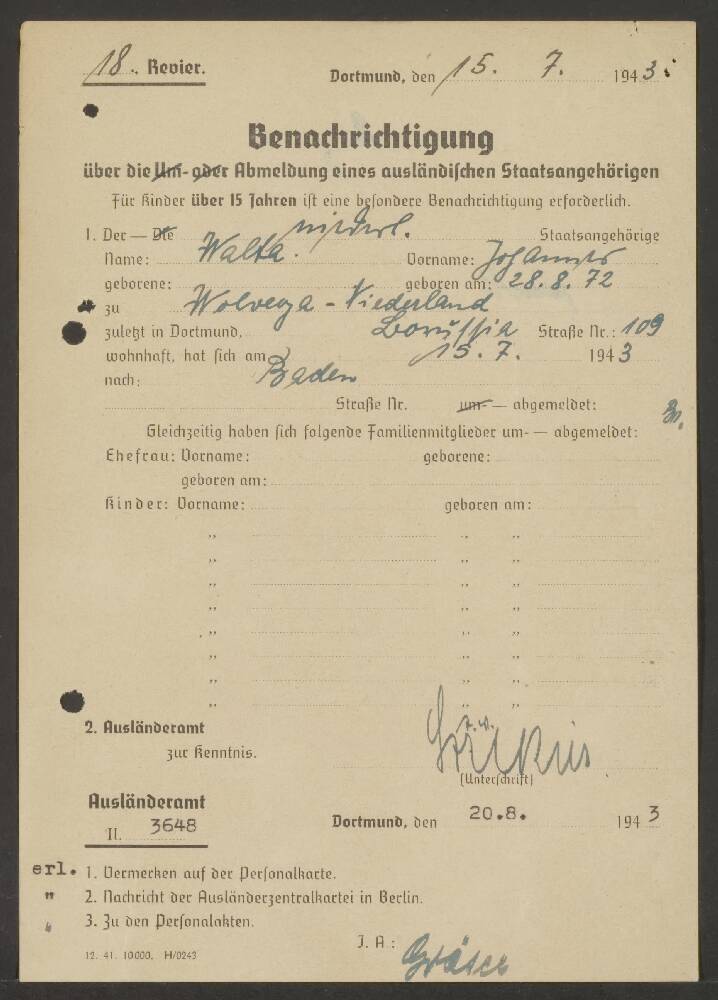 18. Revier.
Dortmund, den 15. 7. 1943.
Benachrichtigung
über die Um- oder Abmeldung eines ausländischen Staatsangehörigen
Für Kinder über 15 Jahren ist eine besondere Benachrichtigung erforderlich.
1. Der — Die niederl. Staatsangehörige
Name: Walta. Vorname: Johannes
geborene: geboren am: 28.8.72
zu Wolvega - Niederland
zuletzt in Dortmund, Borussia Straße Nr.: 109
wohnhaft, hat sich am 15. 7. 1943
nach: Baden
Straße Nr. um- — abgemeldet:
Gleichzeitig haben sich folgende Familienmitglieder um- — abgemeldet:
Ehefrau: Vorname: geborene:
geboren am:
Kinder: Vorname: geboren am:
" " "
" " "
" " "
" " "
" " "
" " "
" " "
" " "
2. Ausländeramt
zur Kenntnis.
(Unterschrift)
Ausländeramt
II. 3648
Dortmund, den 20.8. 1943
erl. 1. Vermerken auf der Personalkarte.
" 2. Nachricht der Ausländerzentralkartei in Berlin.
" 3. Zu den Personalakten.
J. A.:
12. 41. 10000. H/0243